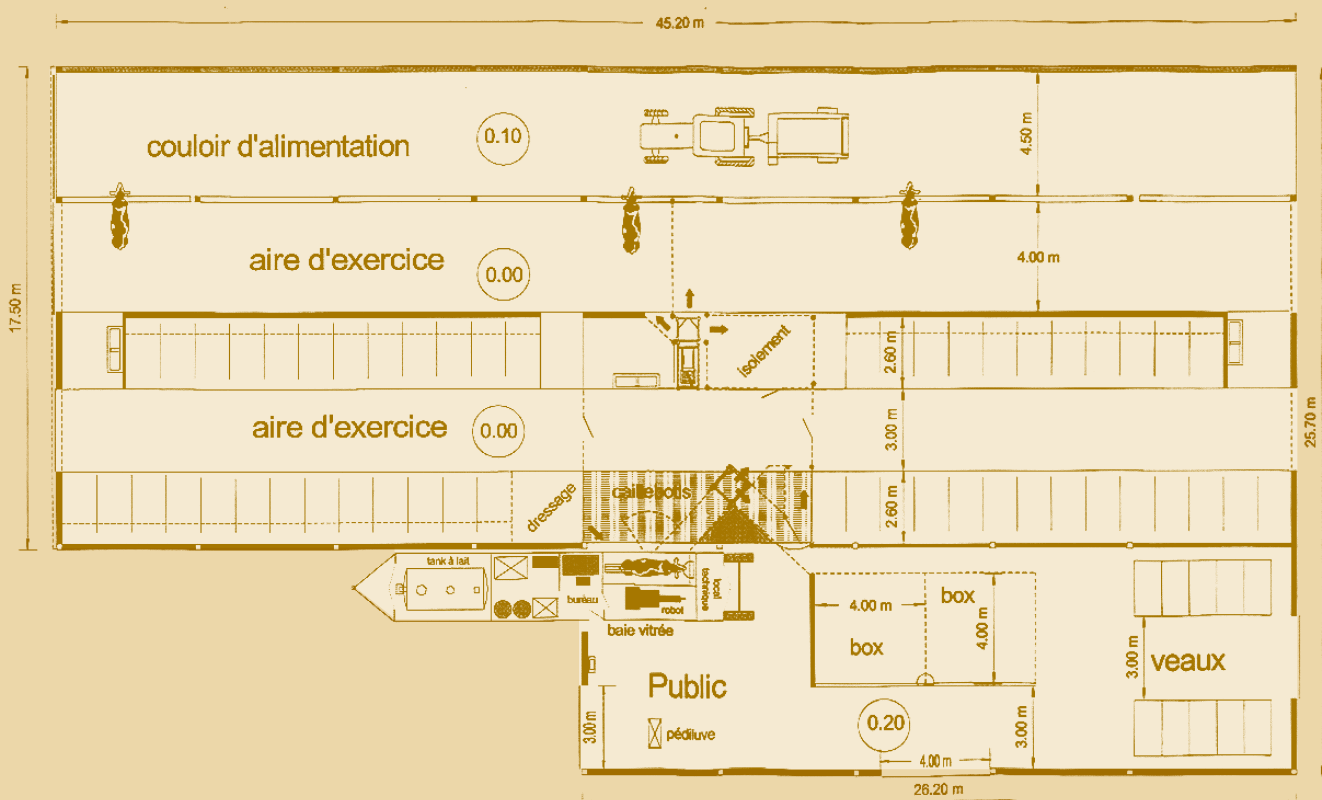 45.20 m
couloir d'alimentation
0.10
4.50 m
aire d'exercice
0.00
4.00 m
17.50 m
isolement
2.60 m
aire d'exercice
0.00
3.00 m
25.70 m
dressage
caillebotis
2.60 m
tank à lait
bureau
robot
local
technique
baie vitrée
4.00 m
box
box
4.00 m
3.00 m
veaux
Public
3.00 m
pédiluve
0.20
3.00 m
4.00 m
26.20 m